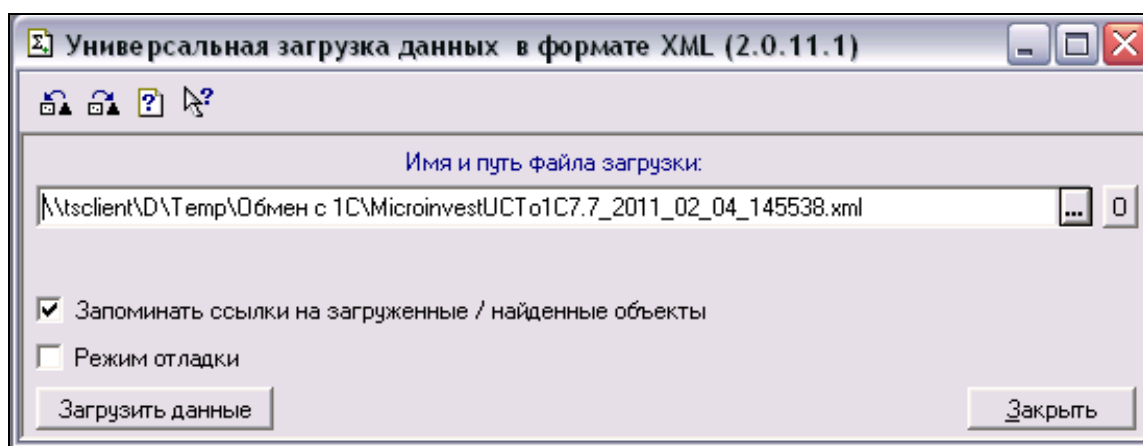 Универсальная загрузка данных в формате XML (2.0.11.1)
Имя и путь файла загрузки:
\\tsclient\D\Temp\Обмен с 1С\MicroinvestUCTo1C7.7_2011_02_04_145538.xml
... О
Запоминать ссылки на загруженные / найденные объекты
Режим отладки
Загрузить данные
Закрыть